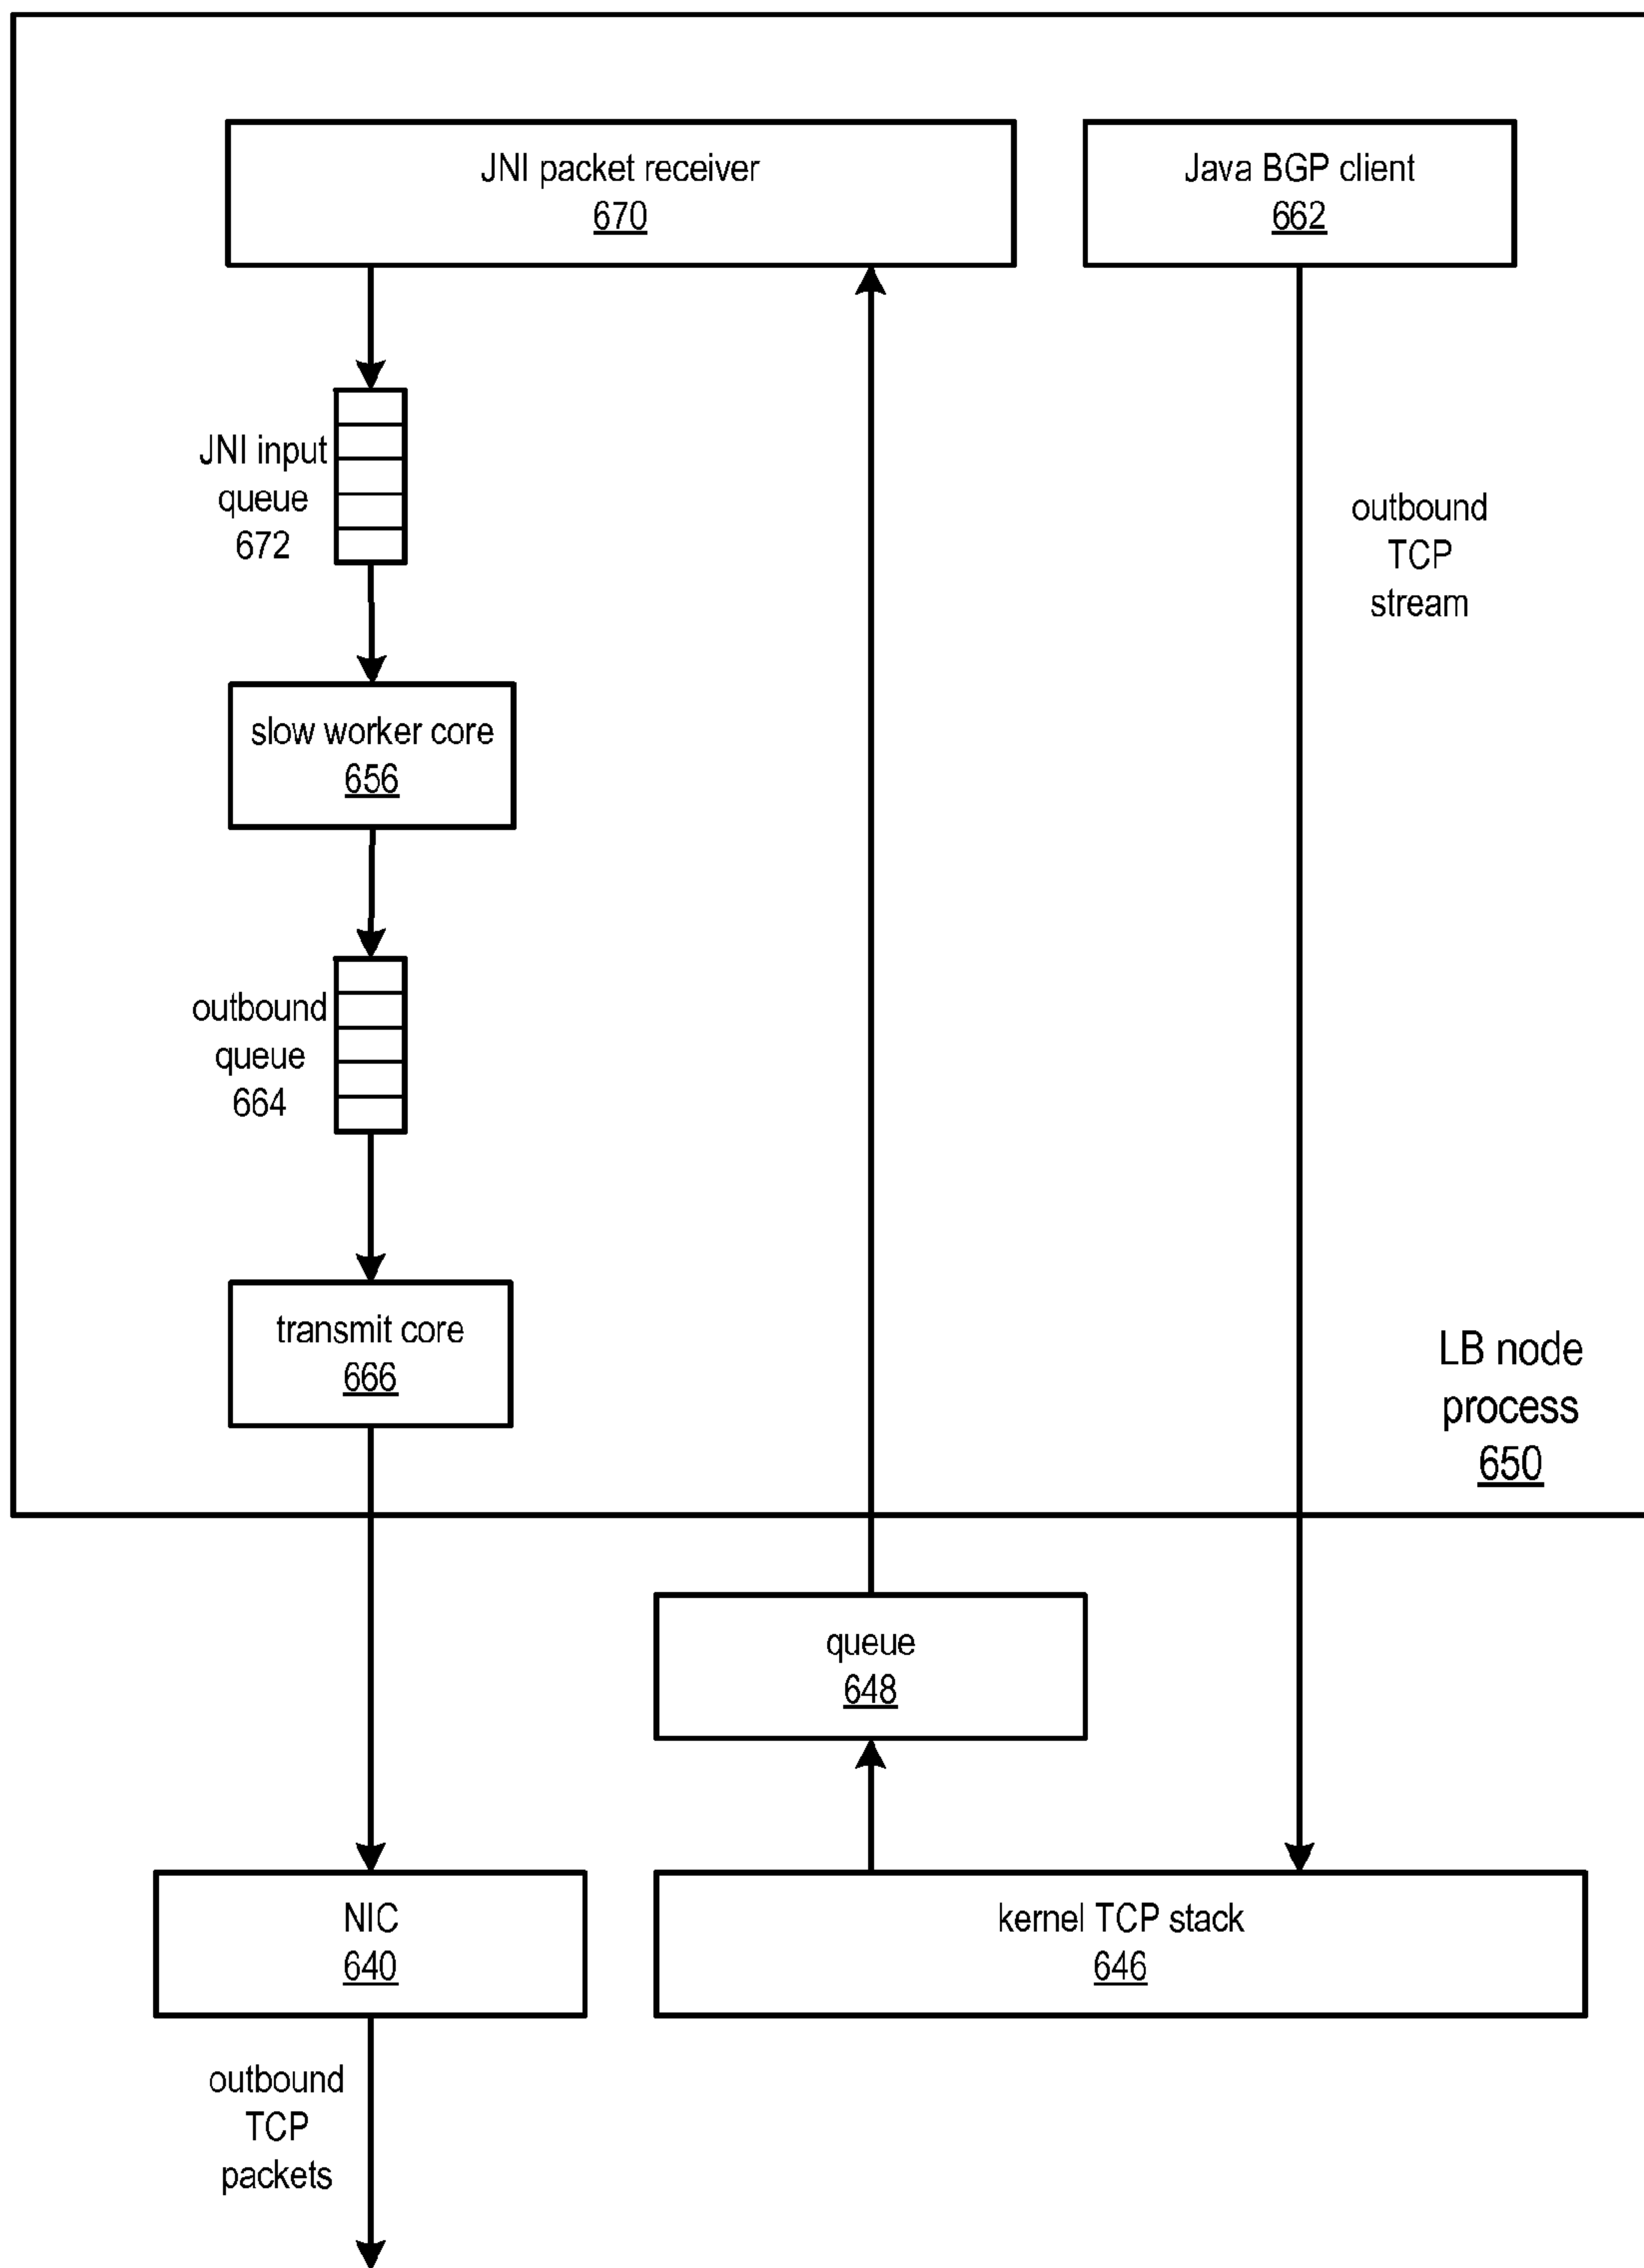 JNI packet receiver
670
Java BGP client
662
JNI input
queue
672
outbound
TCP
stream
slow worker core
656
outbound
queue
664
transmit core
666
LB node
process
650
queue
648
NIC
640
kernel TCP stack
646
outbound
TCP
packets